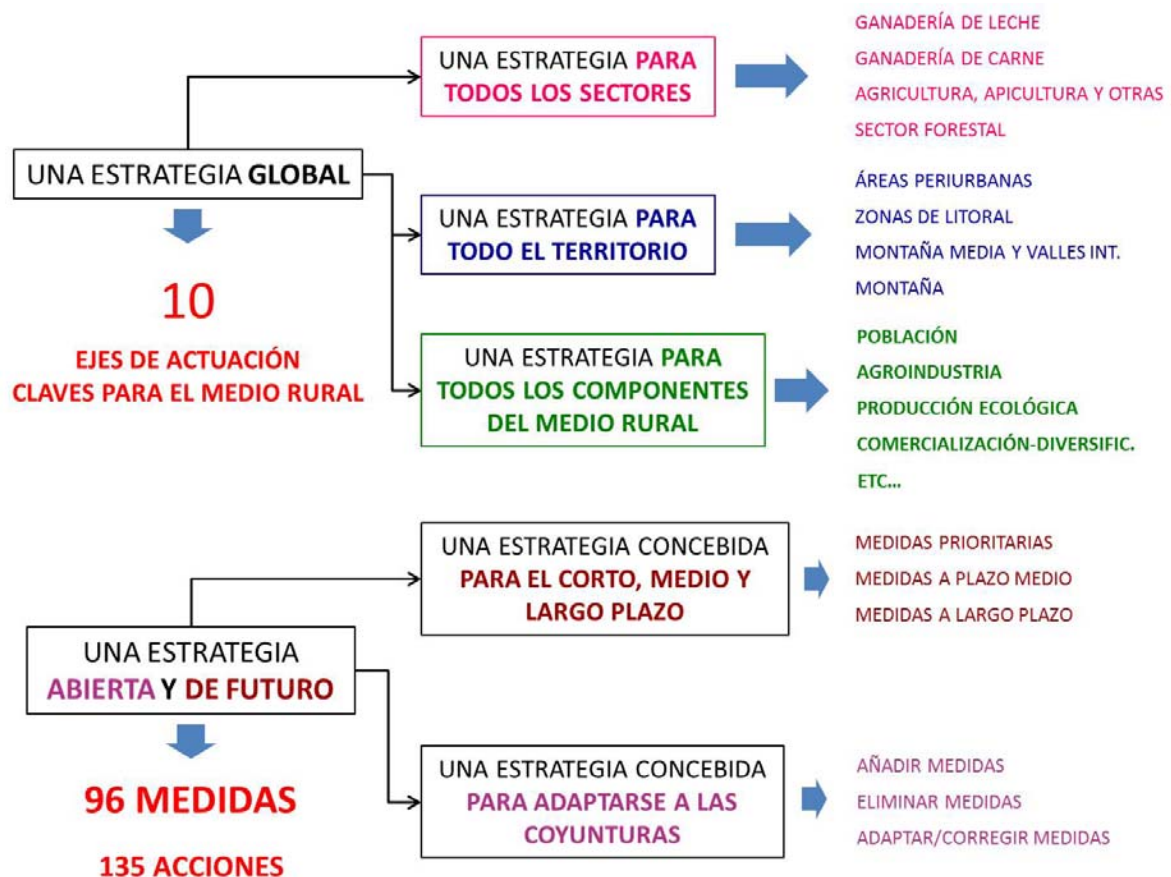 UNA ESTRATEGIA PARA
TODOS LOS SECTORES
GANADERÍA DE LECHE
GANADERÍA DE CARNE
AGRICULTURA, APICULTURA Y OTRAS
SECTOR FORESTAL
UNA ESTRATEGIA GLOBAL
10
EJES DE ACTUACIÓN
CLAVES PARA EL MEDIO RURAL
UNA ESTRATEGIA PARA
TODO EL TERRITORIO
ÁREAS PERIURBANAS
ZONAS DE LITORAL
MONTAÑA MEDIA Y VALLES INT.
MONTAÑA
UNA ESTRATEGIA PARA
TODOS LOS COMPONENTES
DEL MEDIO RURAL
POBLACIÓN
AGROINDUSTRIA
PRODUCCIÓN ECOLÓGICA
COMERCIALIZACIÓN-DIVERSIFIC.
ETC...
UNA ESTRATEGIA
ABIERTA Y DE FUTURO
96 MEDIDAS
135 ACCIONES
UNA ESTRATEGIA CONCEBIDA
PARA EL CORTO, MEDIO Y
LARGO PLAZO
MEDIDAS PRIORITARIAS
MEDIDAS A PLAZO MEDIO
MEDIDAS A LARGO PLAZO
UNA ESTRATEGIA CONCEBIDA
PARA ADAPTARSE A LAS
COYUNTURAS
AÑADIR MEDIDAS
ELIMINAR MEDIDAS
ADAPTAR/CORREGIR MEDIDAS